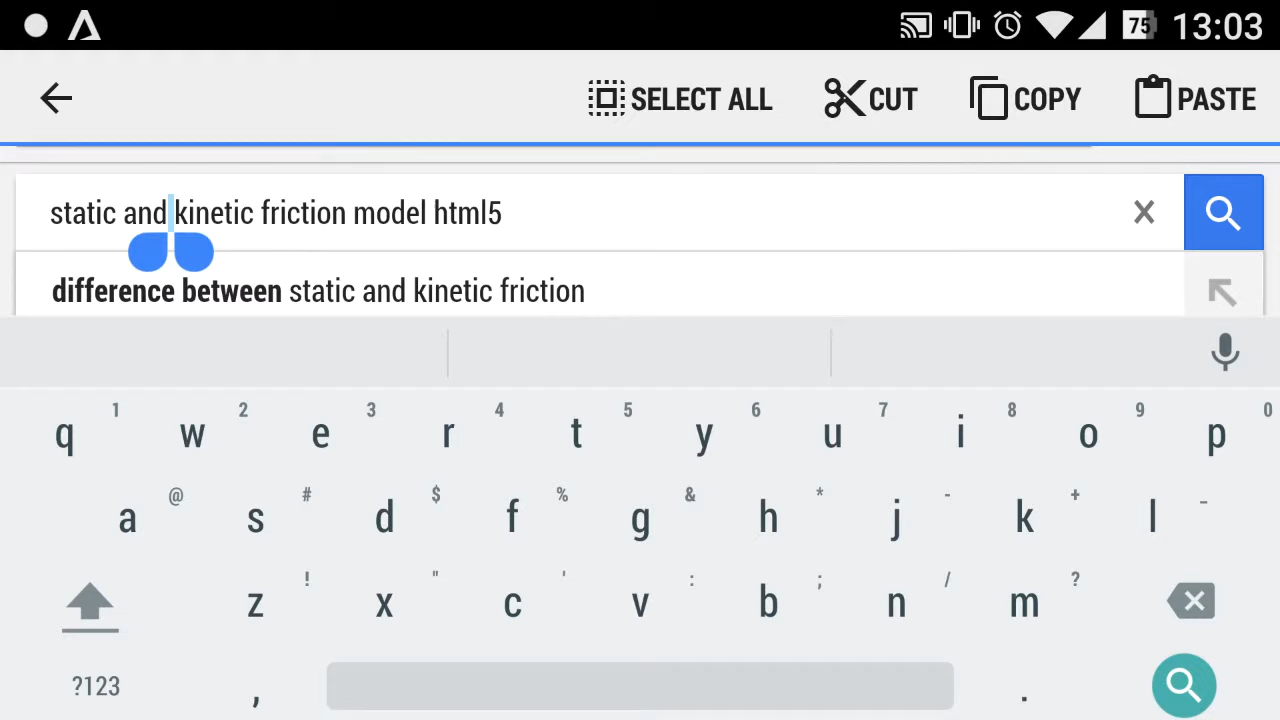 75 13:03
SELECT ALL CUT COPY PASTE
static and kinetic friction model html5
difference between static and kinetic friction
1 2 3 4 5 6 7 8 9 0
q w e r t y u i o p
@ # $ % & * - + _
a s d f g h j k l
! " ' : ; / ?
z x c v b n m
?123 , .